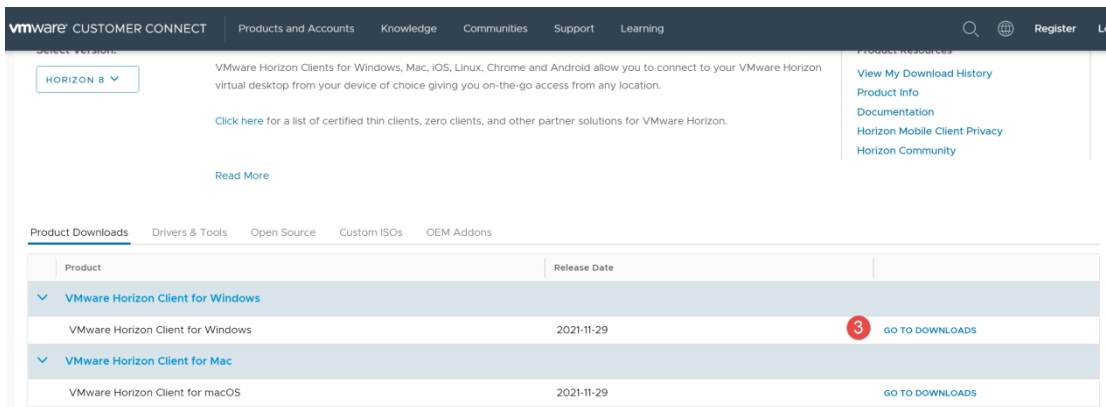 vmware CUSTOMER CONNECT Products and Accounts Knowledge Communities Support Learning Register
Select Version: Product Resources
HORIZON 8
VMware Horizon Clients for Windows, Mac, iOS, Linux, Chrome and Android allow you to connect to your VMware Horizon
virtual desktop from your device of choice giving you on-the-go access from any location.
Click here for a list of certified thin clients, zero clients, and other partner solutions for VMware Horizon.
Read More
View My Download History
Product Info
Documentation
Horizon Mobile Client Privacy
Horizon Community
Product Downloads Drivers & Tools Open Source Custom ISOs OEM Addons
Product Release Date
VMware Horizon Client for Windows
VMware Horizon Client for Windows 2021-11-29 3 GO TO DOWNLOADS
VMware Horizon Client for Mac
VMware Horizon Client for macOS 2021-11-29 GO TO DOWNLOADS